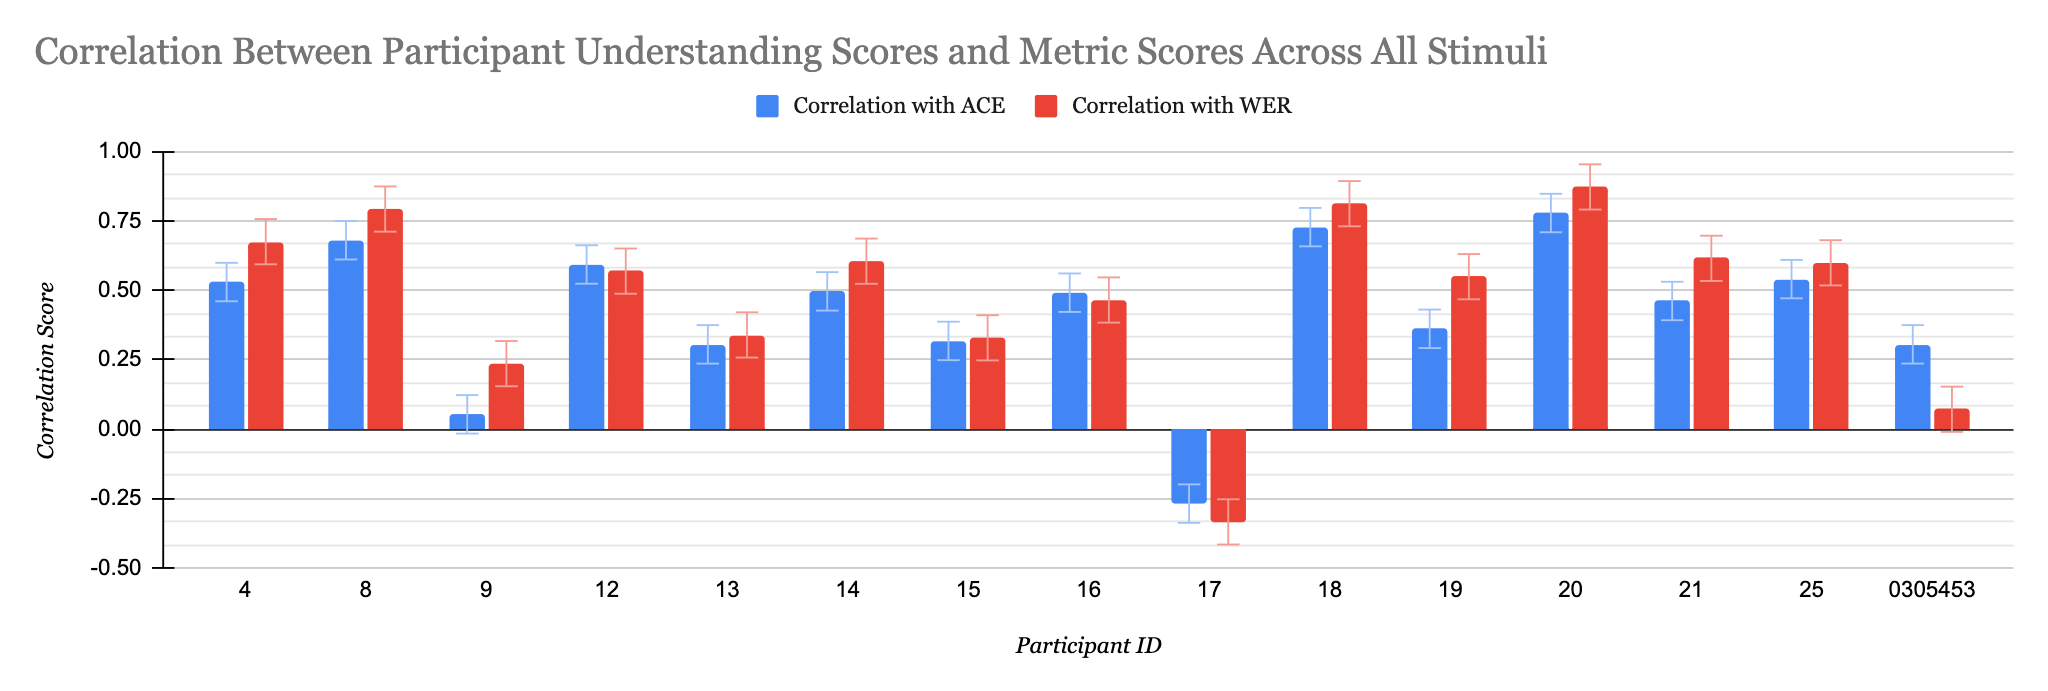 Correlation Between Participant Understanding Scores and Metric Scores Across All Stimuli
Correlation with ACE Correlation with WER
1.00
0.75
0.50
0.25
0.00
-0.25
-0.50
Correlation Score
4 8 9 12 13 14 15 16 17 18 19 20 21 25 0305453
Participant ID